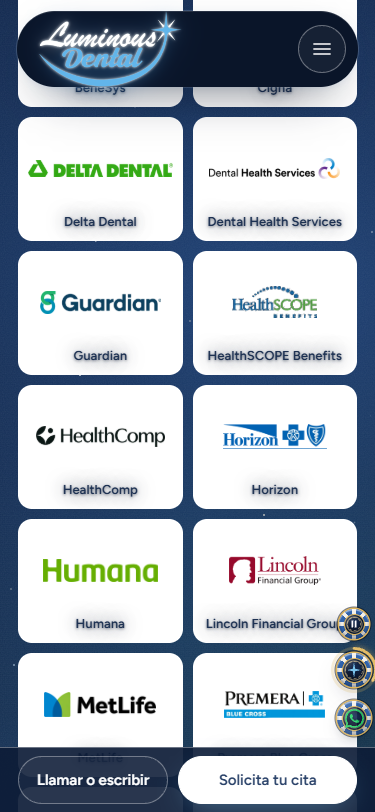 Luminous
Dental
BeneSys
Cigna
DELTA DENTAL®
Delta Dental
Dental Health Services
Dental Health Services
Guardian®
Guardian
HealthSCOPE
BENEFITS
HealthSCOPE Benefits
HealthComp
HealthComp
Horizon
Horizon
Humana
Humana
Lincoln
Financial Group®
Lincoln Financial Grou
MetLife
MetLife
PREMERA
BLUE CROSS
Llamar o escribir
Solicita tu cita